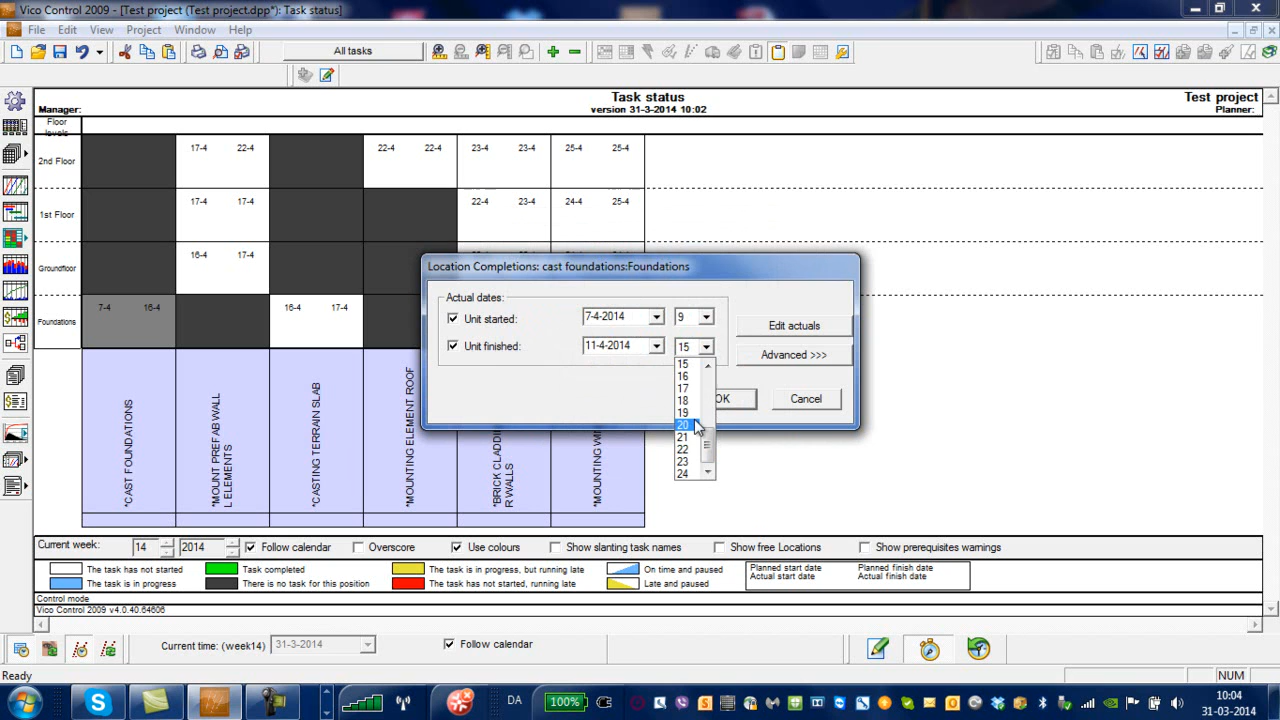 Vico Control 2009 - [Test project (Test project.dpp*): Task status]
File Edit View Project Window Help
All tasks
Manager:
Task status
version 31-3-2014 10:02
Test project
Planner:
Floor levels
2nd Floor 17-4 22-4 22-4 22-4 23-4 23-4 25-4 25-4
1st Floor 17-4 17-4 22-4 23-4 24-4 25-4
Groundfloor 16-4 17-4
Foundations 7-4 16-4 16-4 17-4
*CAST FOUNDATIONS
*MOUNT PREFAB WALL ELEMENTS
*CASTING TERRAIN SLAB
*MOUNTING ELEMENT ROOF
*BRICK CLADDIN
R WALLS
*MOUNTING WIN
Location Completions: cast foundations:Foundations
Actual dates:
Unit started: 7-4-2014 9
Edit actuals
Unit finished: 11-4-2014 15
Advanced >>>
OK Cancel
15
16
17
18
19
20
21
22
23
24
Current week: 14 2014 Follow calendar Overscore Use colours Show slanting task names Show free Locations Show prerequisites warnings
The task has not started Task completed The task is in progress, but running late On time and paused Planned start date Planned finish date
The task is in progress There is no task for this position The task has not started, running late Late and paused Actual start date Actual finish date
Control mode
Vico Control 2009 v4.0.40.64606
Current time: (week14) 31-3-2014 Follow calendar
Ready
NUM
DA 100% 10:04
31-03-2014